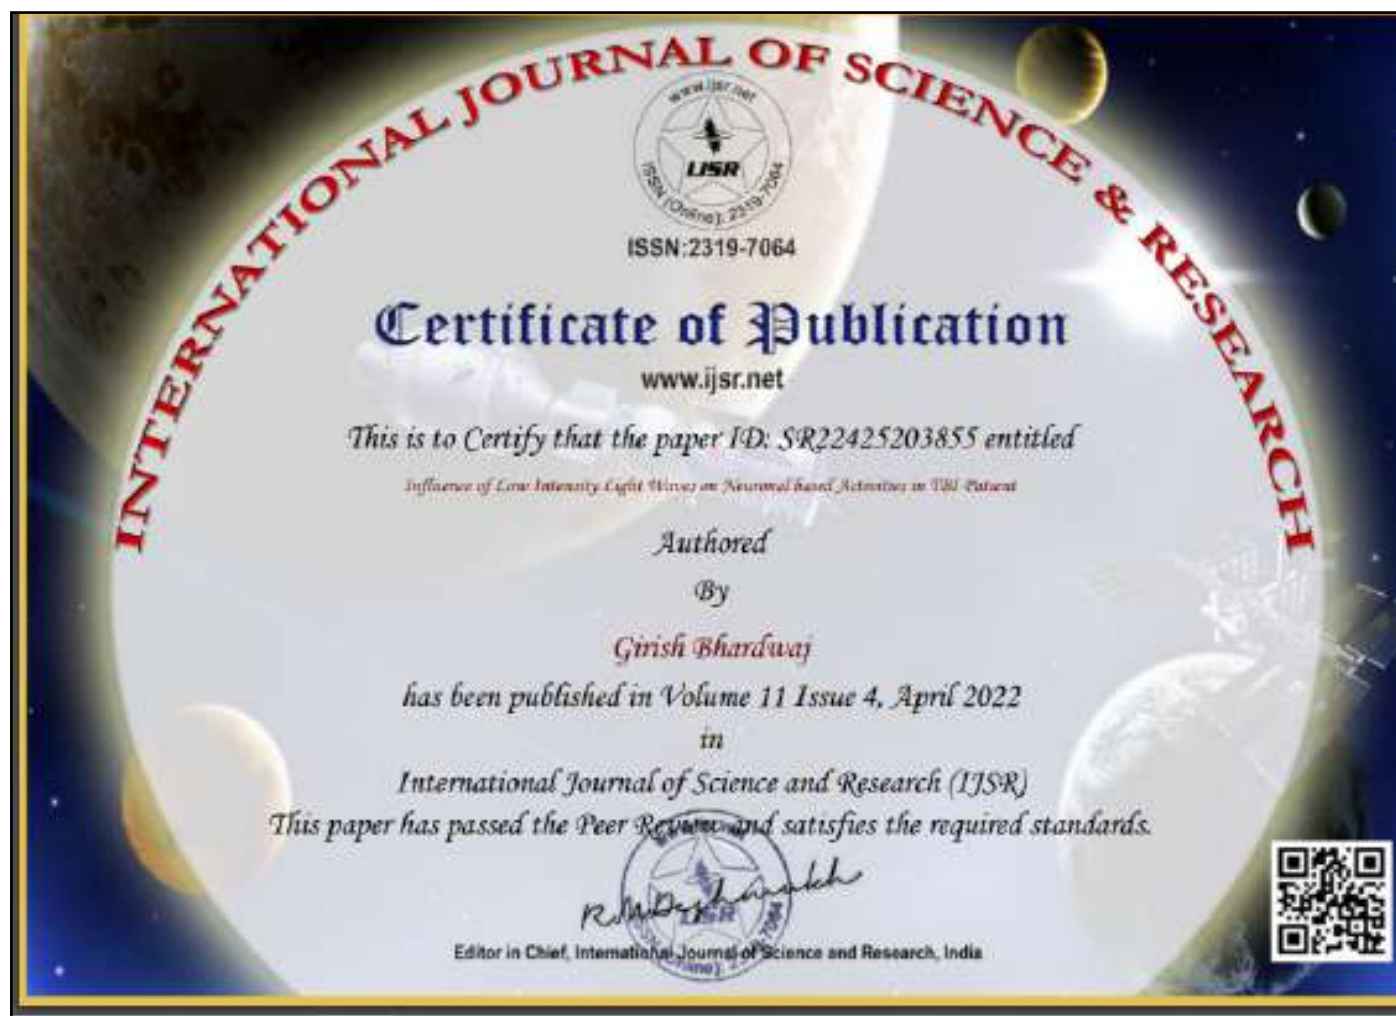 INTERNATIONAL JOURNAL OF SCIENCE & RESEARCH
www.ijsr.net
IJSR
ISSN (Online): 2319-7064
ISSN:2319-7064
Certificate of Publication
www.ijsr.net
This is to Certify that the paper ID: SR22425203855 entitled
Influence of Low Intensity Light Waves on Neuronal based Activities in TBI Patient
Authored
By
Girish Bhardwaj
has been published in Volume 11 Issue 4, April 2022
in
International Journal of Science and Research (IJSR)
This paper has passed the Peer Review and satisfies the required standards.
IJSR
Editor in Chief, International Journal of Science and Research, India